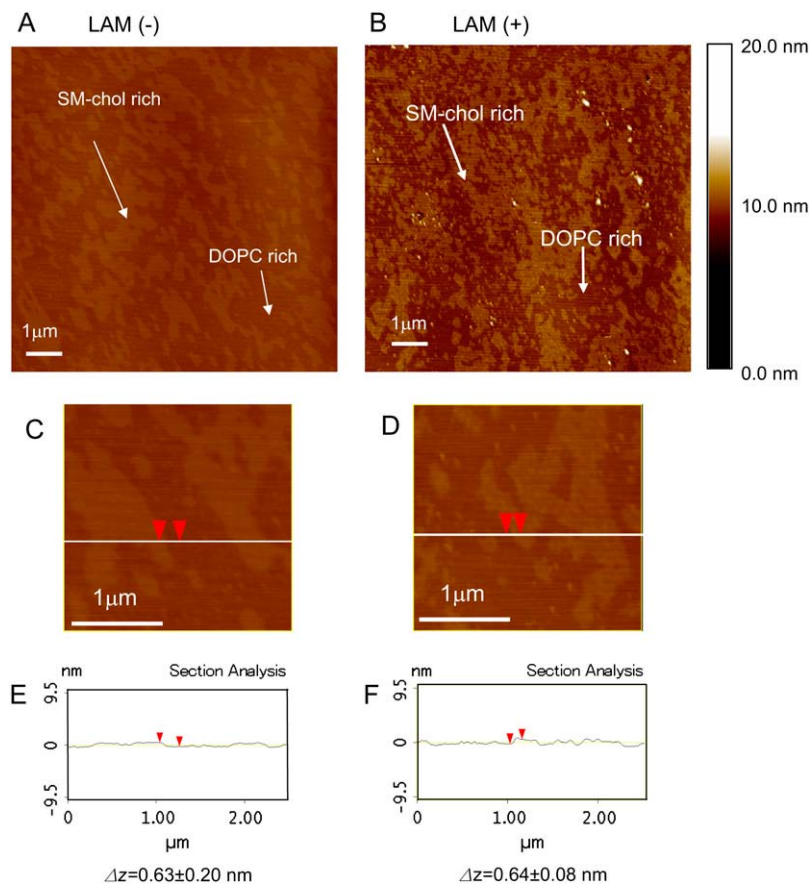 A LAM (-)
B LAM (+)
20.0 nm
SM-chol rich
SM-chol rich
10.0 nm
DOPC rich
DOPC rich
1μm
1μm
0.0 nm
C
D
1μm
1μm
E
nm Section Analysis
9.5
0
-9.5
0 1.00 2.00
μm
Δz=0.63±0.20 nm
F
nm Section Analysis
9.5
0
-9.5
0 1.00 2.00
μm
Δz=0.64±0.08 nm